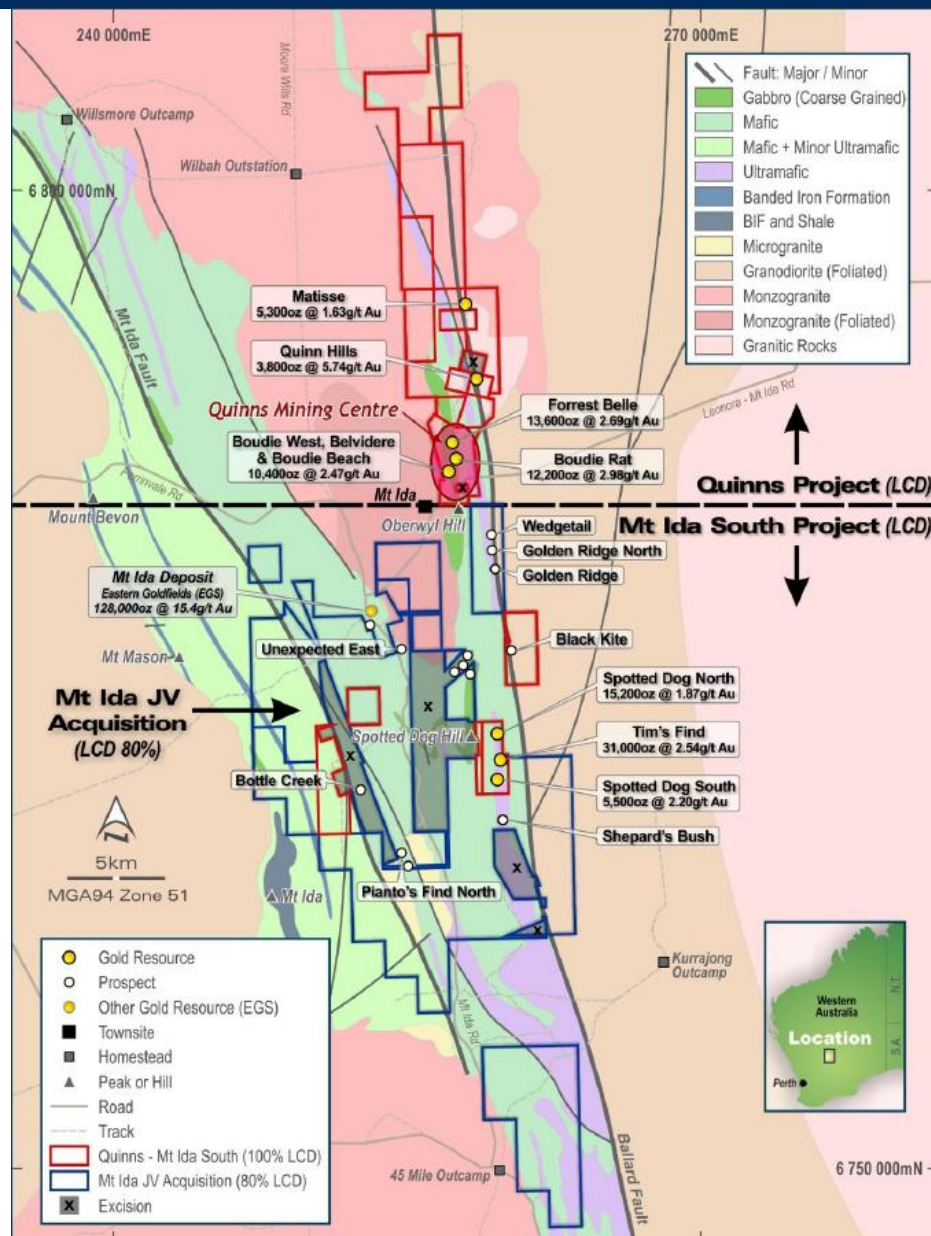 240 000mE
270 000mE
Moore Wills Rd
Willsmore Outcamp
Wilbah Outstation
6 800 000mN
Fault: Major / Minor
Gabbro (Coarse Grained)
Mafic
Mafic + Minor Ultramafic
Ultramafic
Banded Iron Formation
BIF and Shale
Microgranite
Granodiorite (Foliated)
Monzogranite
Monzogranite (Foliated)
Granitic Rocks
Mt Ida Fault
Matisse
5,300oz @ 1.63g/t Au
Quinn Hills
3,800oz @ 5.74g/t Au
Quinns Mining Centre
Forrest Belle
13,600oz @ 2.69g/t Au
Leonora - Mt Ida Rd
Boudie West, Belvidere
& Boudie Beach
10,400oz @ 2.47g/t Au
Boudie Rat
12,200oz @ 2.98g/t Au
Quinns Project (LCD)
Mt Ida
Mount Bevon
Oberwyl Hill
Mt Ida South Project (LCD)
Wedgetail
Golden Ridge North
Golden Ridge
Mt Ida Deposit
Eastern Goldfields (EGS)
128,000oz @ 15.4g/t Au
Unexpected East
Black Kite
Mt Mason
Mt Ida JV
Acquisition
(LCD 80%)
Spotted Dog North
15,200oz @ 1.87g/t Au
Spotted Dog Hill
Tim's Find
31,000oz @ 2.54g/t Au
Bottle Creek
Spotted Dog South
5,500oz @ 2.20g/t Au
Shepard's Bush
N
5km
MGA94 Zone 51
Mt Ida
Pianto's Find North
X
X
X
X
X
X
Kurrajong
Outcamp
Mt Ida Rd
Gold Resource
Prospect
Other Gold Resource (EGS)
Townsite
Homestead
Peak or Hill
Road
Track
Quinns - Mt Ida South (100% LCD)
Mt Ida JV Acquisition (80% LCD)
X Excision
Western
Australia
N.T.
S.A.
Location
Perth
45 Mile Outcamp
Ballard Fault
6 750 000mN